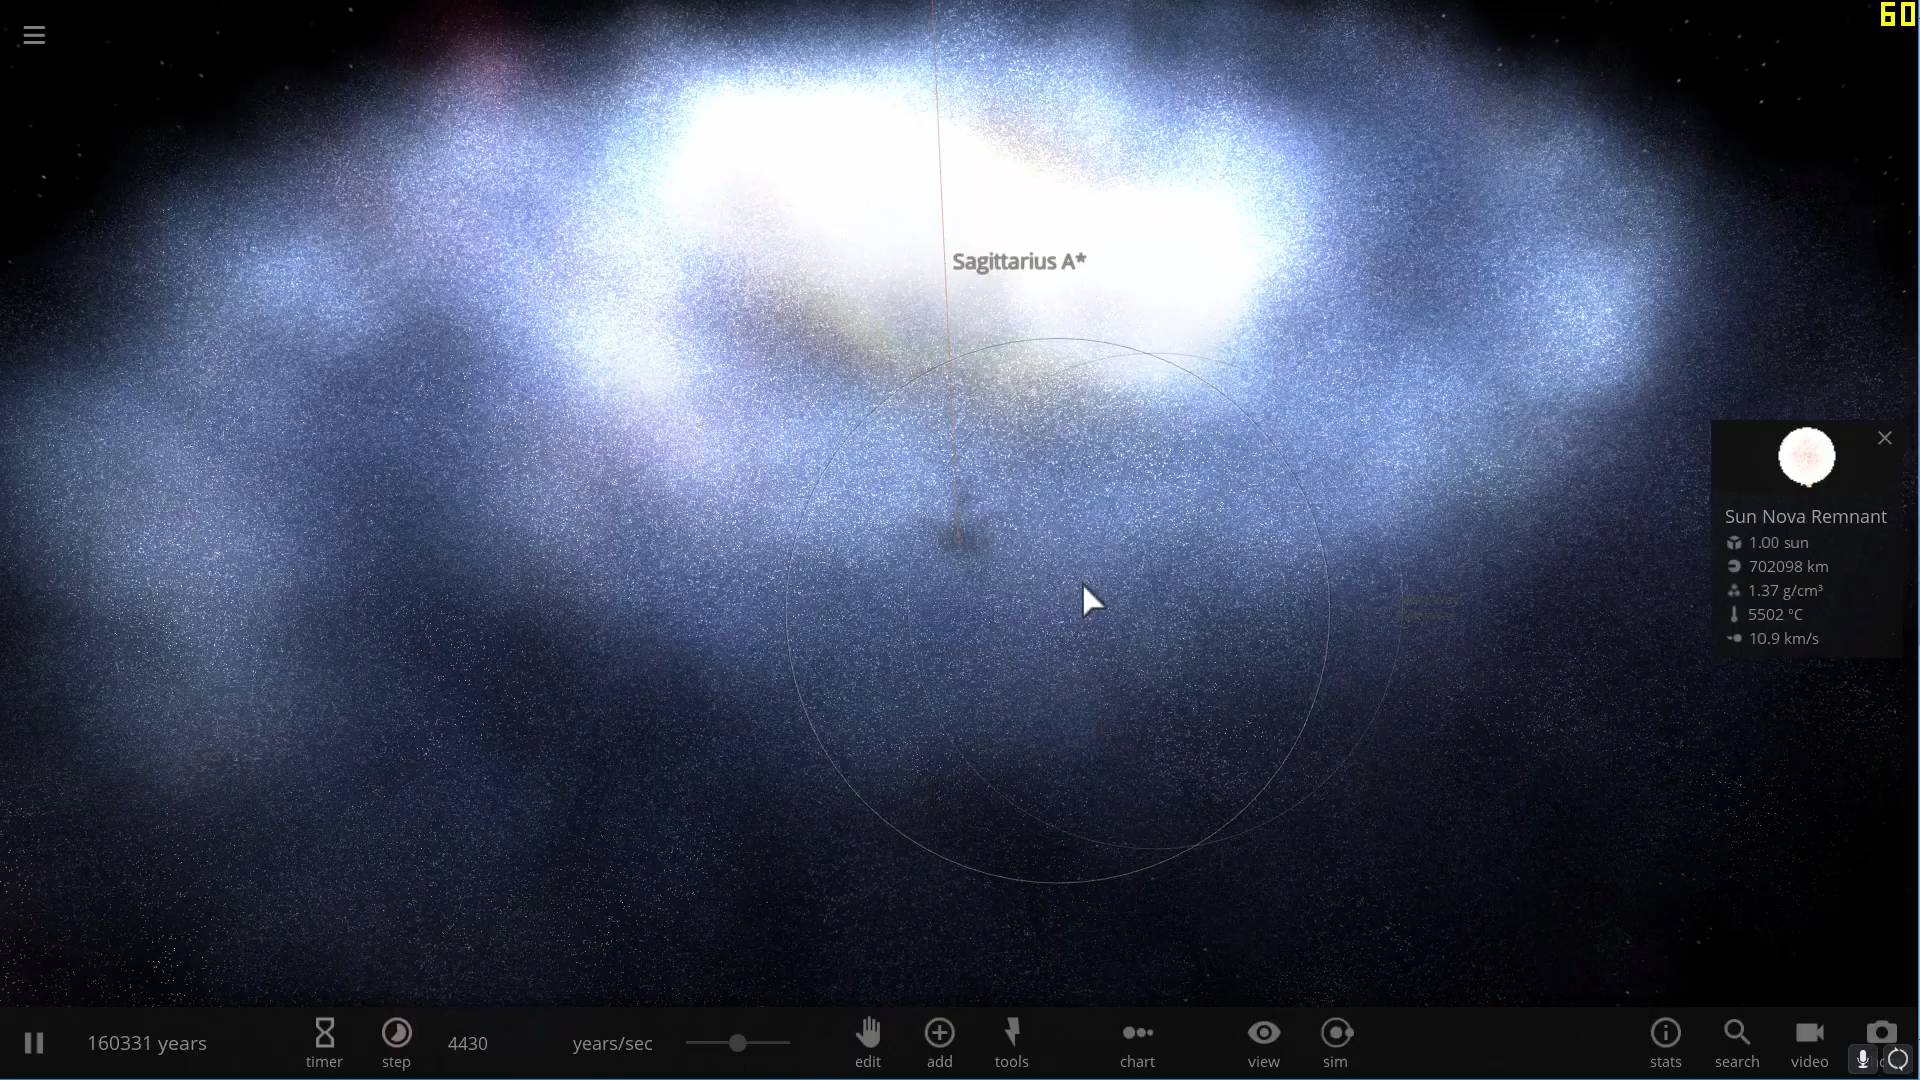 60
Sagittarius A*
Sun Nova Remnant
1.00 sun
702098 km
1.37 g/cm³
5502 °C
10.9 km/s
160331 years
timer
step
4430
years/sec
edit
add
tools
chart
view
sim
stats
search
video